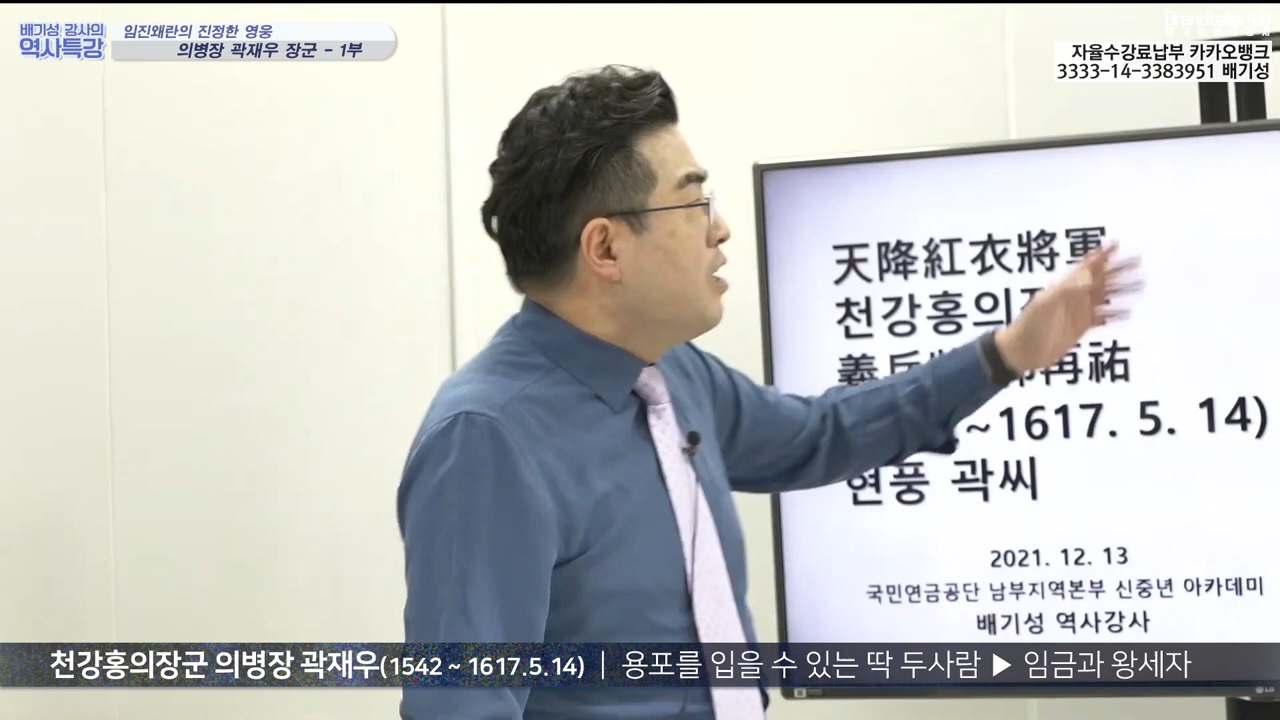 배기성 강사의
역사특강
임진왜란의 진정한 영웅
의병장 곽재우 장군 - 1부
자율수강료납부 카카오뱅크
3333-14-3383951 배기성
天降紅衣將軍
천강홍의
義 再祐
~1617. 5. 14)
현풍 곽씨
2021. 12. 13
국민연금공단 남부지역본부 신중년 아카데미
배기성 역사강사
천강홍의장군 의병장 곽재우(1542 ~ 1617.5.14) | 용포를 입을 수 있는 딱 두사람 ▶ 임금과 왕세자
LG